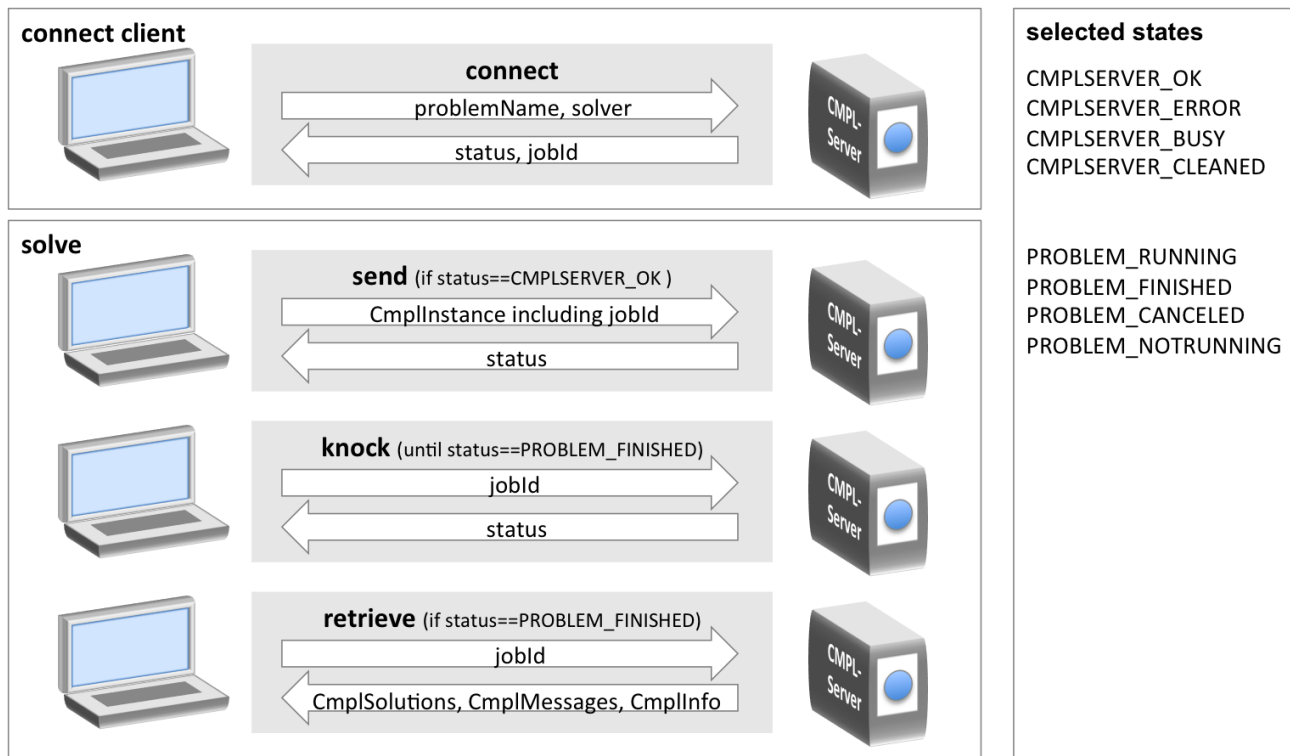 connect client
connect
problemName, solver
status, jobId
CMPL-
Server
solve
send (if status==CMPLSERVER_OK )
CmplInstance including jobId
status
CMPL-
Server
knock (until status==PROBLEM_FINISHED)
jobId
status
CMPL-
Server
retrieve (if status==PROBLEM_FINISHED)
jobId
CmplSolutions, CmplMessages, CmplInfo
CMPL-
Server
selected states
CMPLSERVER_OK
CMPLSERVER_ERROR
CMPLSERVER_BUSY
CMPLSERVER_CLEANED
PROBLEM_RUNNING
PROBLEM_FINISHED
PROBLEM_CANCELED
PROBLEM_NOTRUNNING